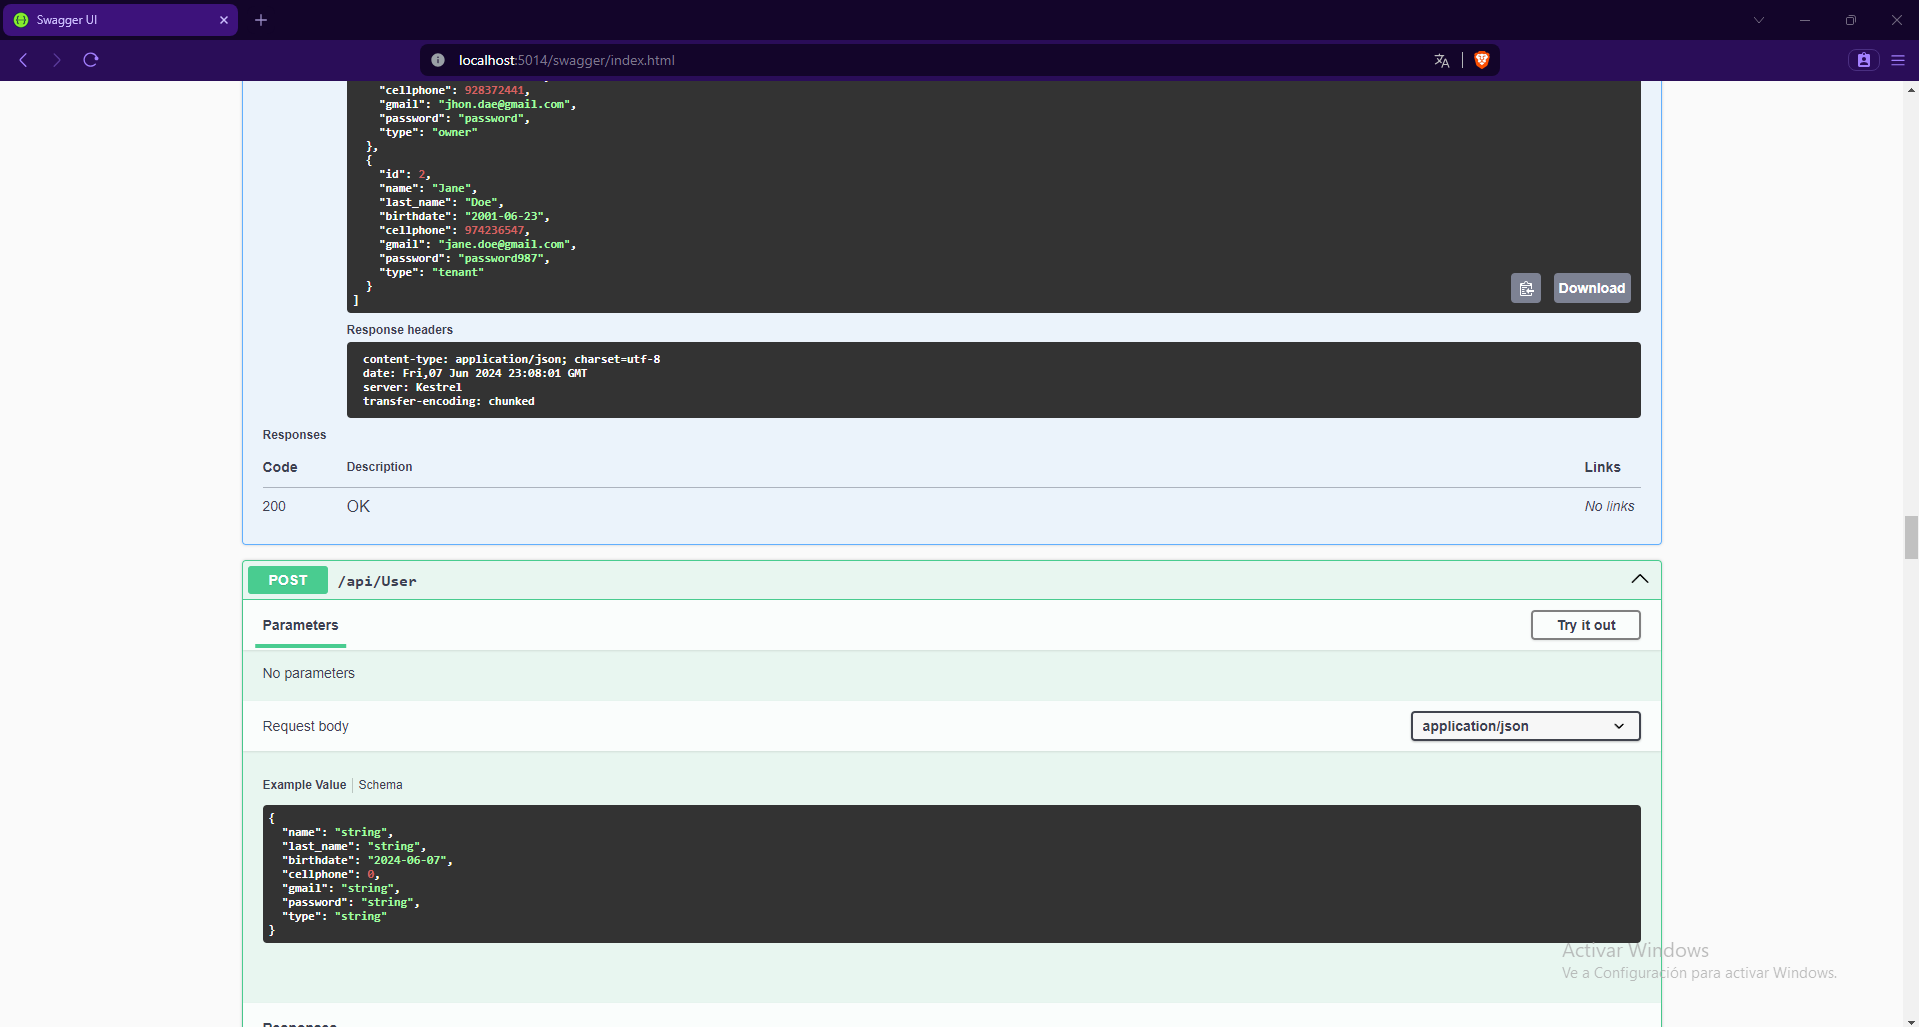 Swagger UI
localhost:5014/swagger/index.html
"cellphone": 928372441,
"gmail": "jhon.dae@gmail.com",
"password": "password",
"type": "owner"
},
{
"id": 2,
"name": "Jane",
"last_name": "Doe",
"birthdate": "2001-06-23",
"cellphone": 974236547,
"gmail": "jane.doe@gmail.com",
"password": "password987",
"type": "tenant"
}
]
Download
Response headers
content-type: application/json; charset=utf-8
date: Fri,07 Jun 2024 23:08:01 GMT
server: Kestrel
transfer-encoding: chunked
Responses
Code Description Links
200 OK No links
POST /api/User
Parameters Try it out
No parameters
Request body application/json
Example Value Schema
{
"name": "string",
"last_name": "string",
"birthdate": "2024-06-07",
"cellphone": 0,
"gmail": "string",
"password": "string",
"type": "string"
}
Activar Windows
Ve a Configuración para activar Windows.
Responses